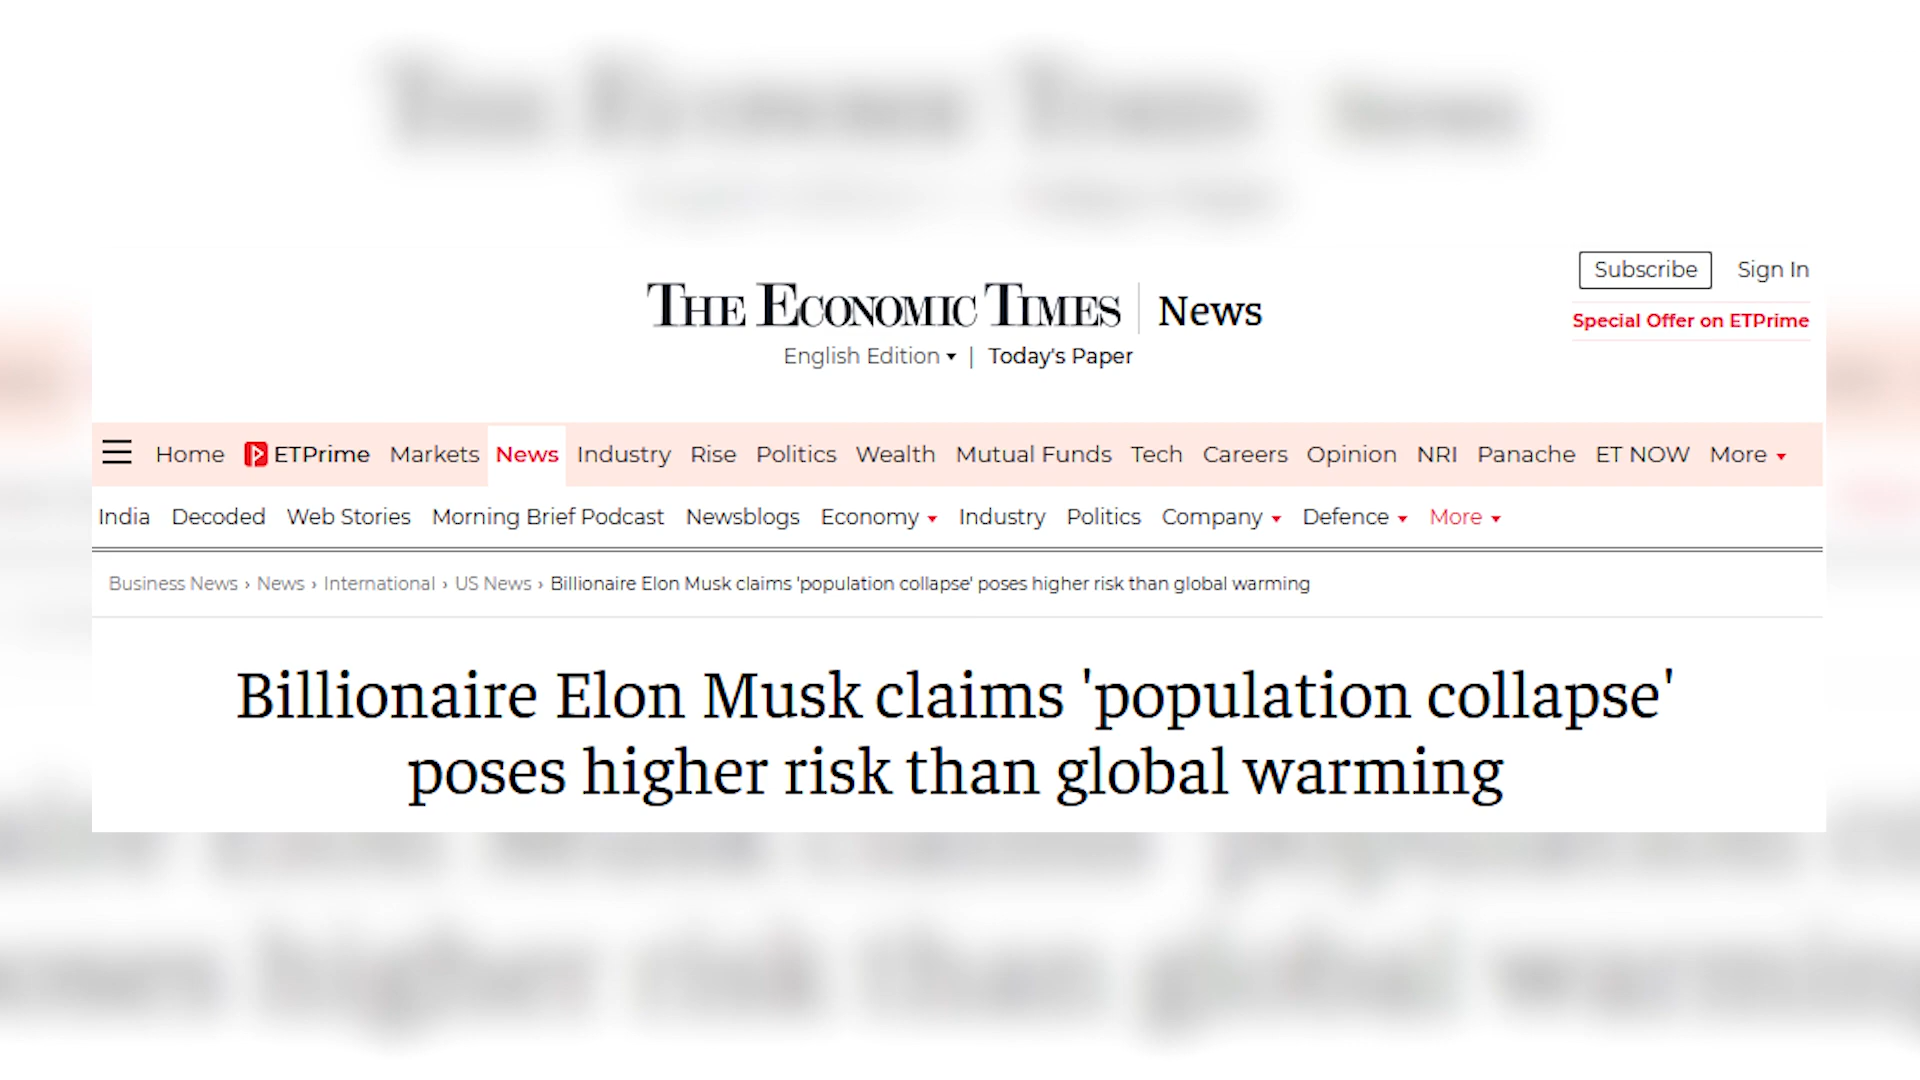 Subscribe Sign In
THE ECONOMIC TIMES | News
Special Offer on ETPrime
English Edition | Today's Paper
Home ETPrime Markets News Industry Rise Politics Wealth Mutual Funds Tech Careers Opinion NRI Panache ET NOW More
India Decoded Web Stories Morning Brief Podcast Newsblogs Economy Industry Politics Company Defence More
Business News › News › International › US News › Billionaire Elon Musk claims 'population collapse' poses higher risk than global warming
Billionaire Elon Musk claims 'population collapse'
poses higher risk than global warming